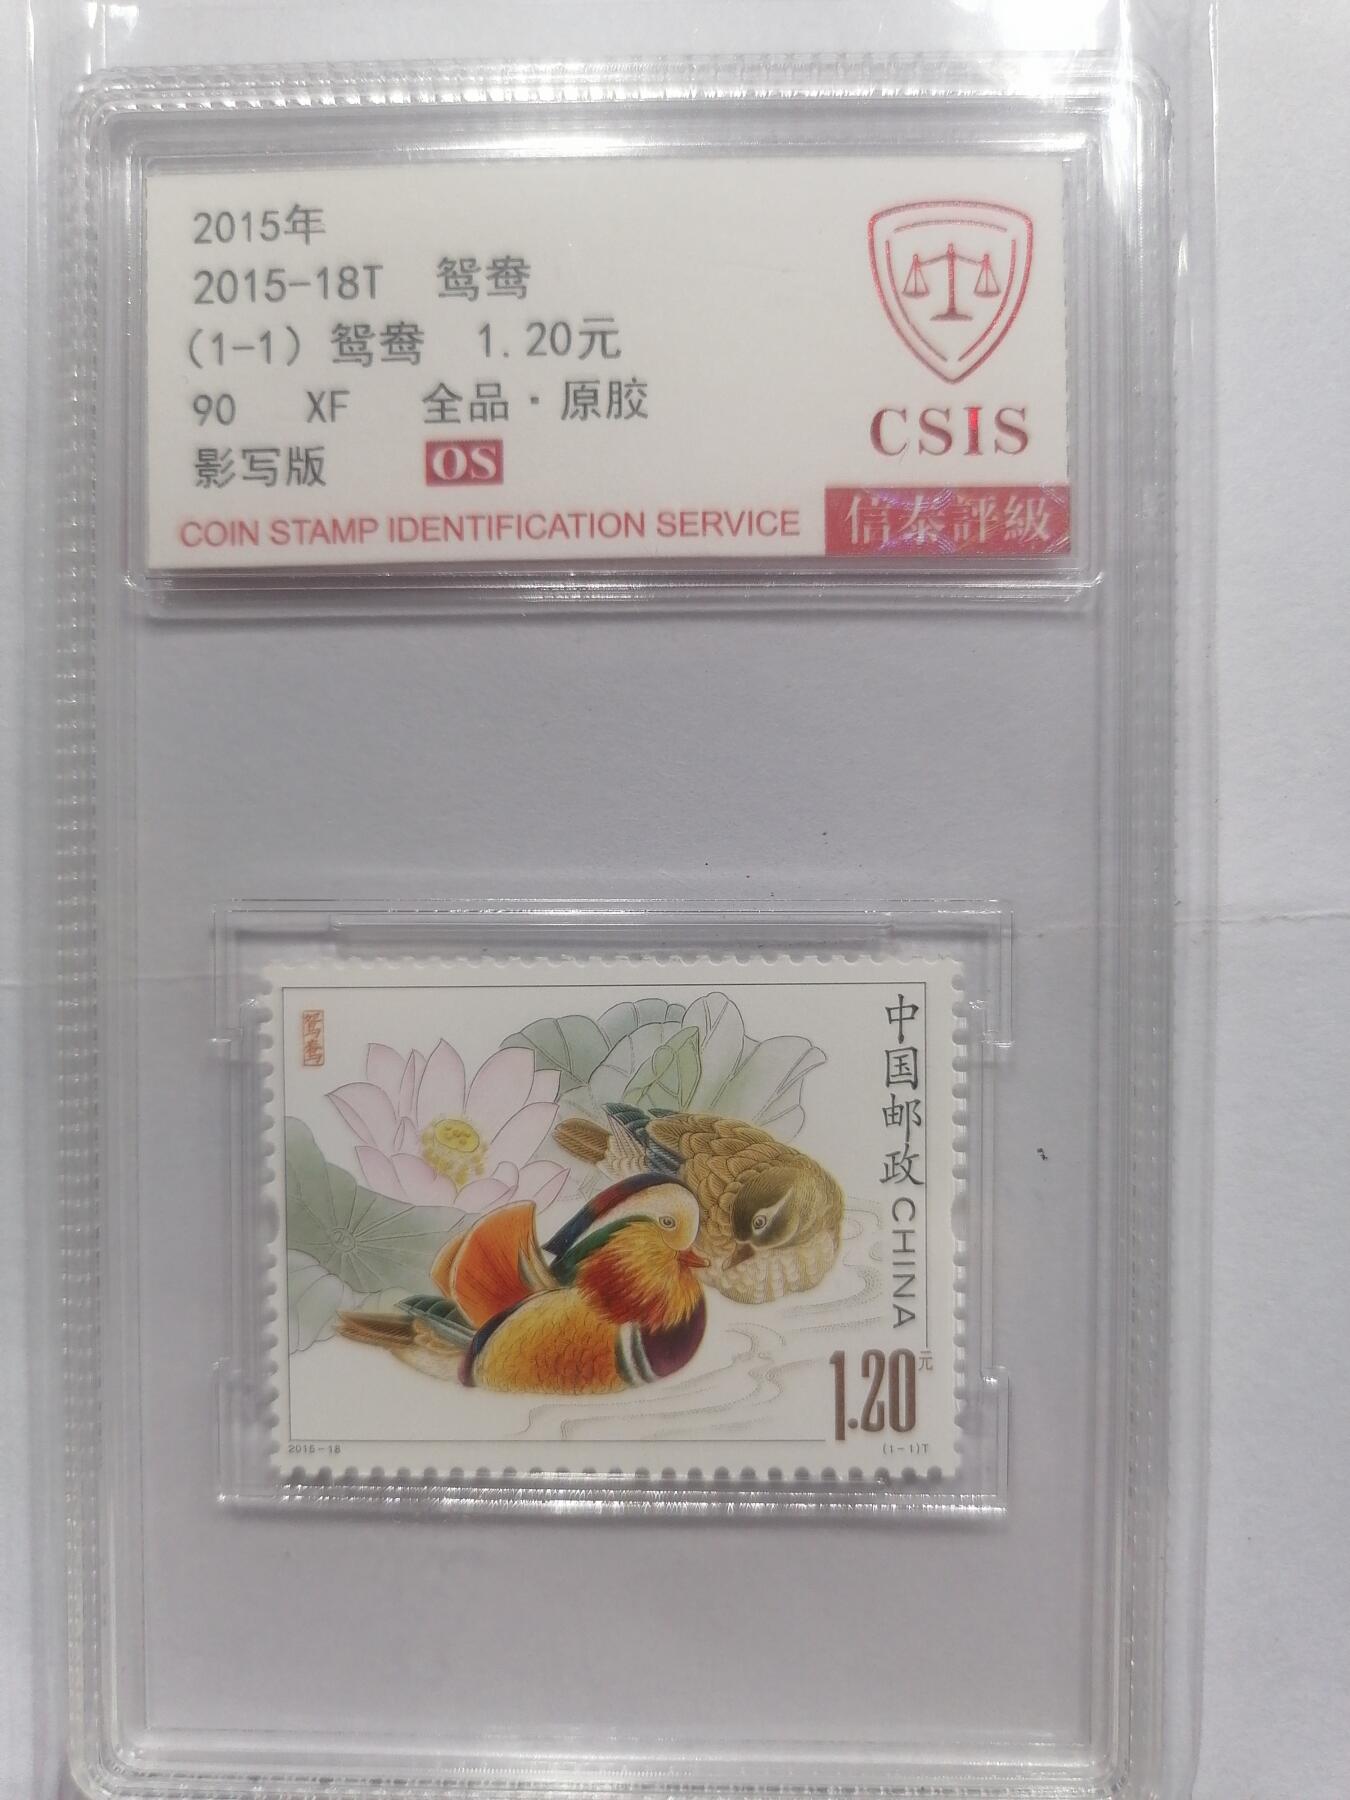 2015年
2015-18T 鸳鸯
(1-1) 鸳鸯 1.20元
90 XF 全品·原胶
影写版 OS
COIN STAMP IDENTIFICATION SERVICE
CSIS
信泰評級
鸳鸯
中国邮政 CHINA
1.20元
2015-18
(1-1)T